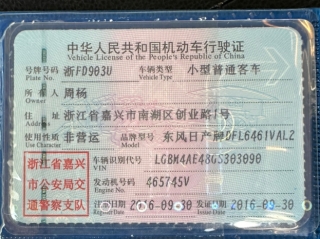 中华人民共和国机动车行驶证
Vehicle License of the People's Republic of China
号牌号码 浙FD903U 车辆类型 小型普通客车
Plate No. Vehicle Type
所有人 周杨
Owner
住址 浙江省嘉兴市南湖区创业路1号
Address
使用性质 非营运 品牌型号 东风日产牌DFL6461VAL2
Use Character Model
浙江省嘉兴 车辆识别代号 LGBM4AE48GS303090
VIN
市公安局交 发动机号码 465745V
Engine No.
通警察支队 注册日期 2016-09-30 发证日期 2016-09-30
Register Date Issue Date